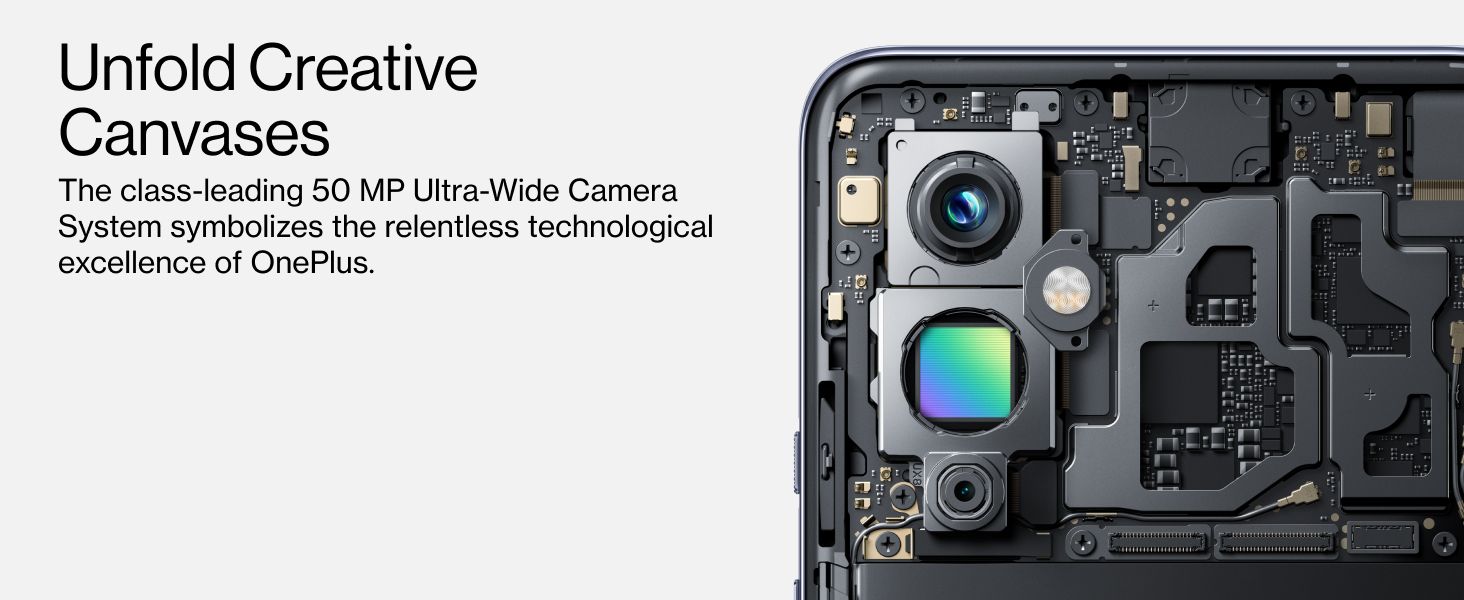 Unfold Creative
Canvases
The class-leading 50 MP Ultra-Wide Camera
System symbolizes the relentless technological
excellence of OnePlus.